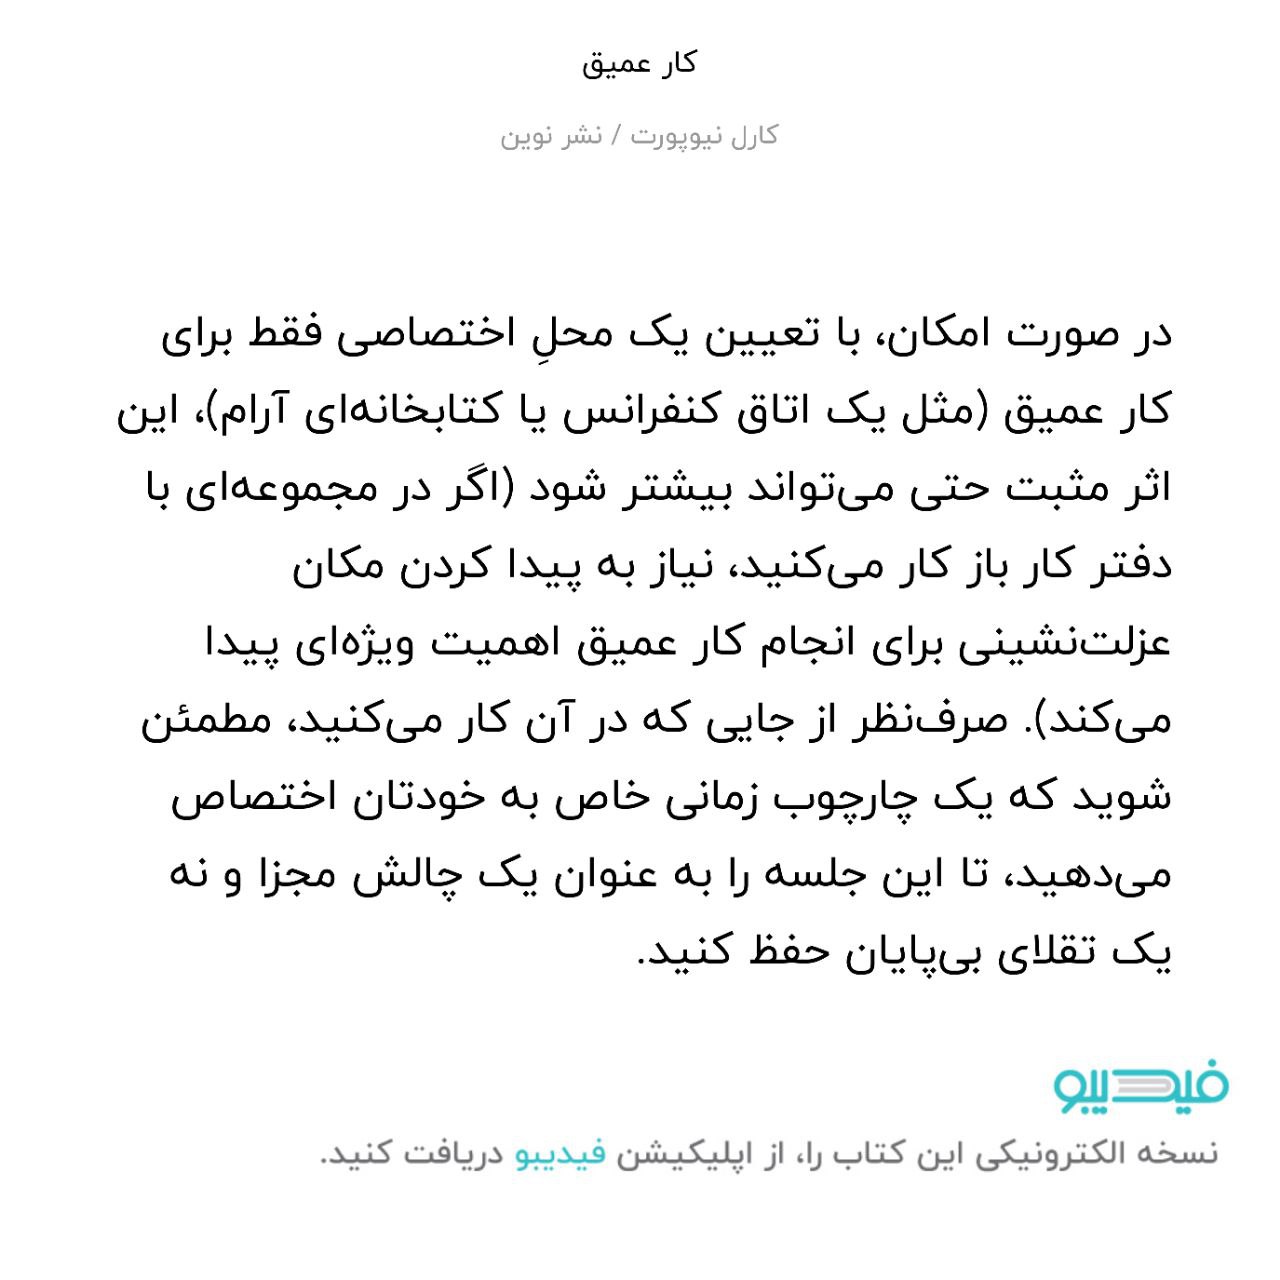 کار عمیق
کارل نیوپورت / نشر نوین
در صورت امکان، با تعیین یک محلِ اختصاصی فقط برای
کار عمیق (مثل یک اتاق کنفرانس یا کتابخانه‌ای آرام)، این
اثر مثبت حتی می‌تواند بیشتر شود (اگر در مجموعه‌ای با
دفتر کار باز کار می‌کنید، نیاز به پیدا کردن مکان
عزلت‌نشینی برای انجام کار عمیق اهمیت ویژه‌ای پیدا
می‌کند). صرف‌نظر از جایی که در آن کار می‌کنید، مطمئن
شوید که یک چارچوب زمانی خاص به خودتان اختصاص
می‌دهید، تا این جلسه را به عنوان یک چالش مجزا و نه
یک تقلای بی‌پایان حفظ کنید.
فیدیبو
نسخه الکترونیکی این کتاب را، از اپلیکیشن فیدیبو دریافت کنید.